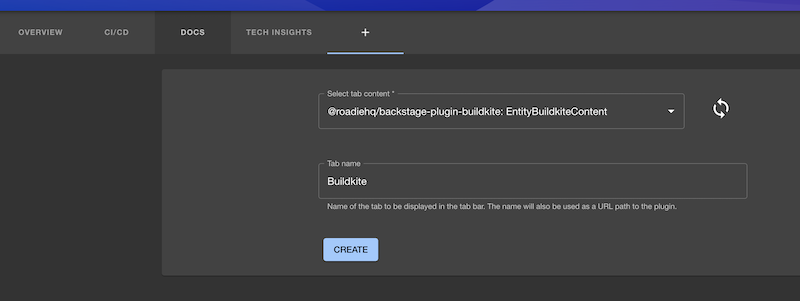 OVERVIEW CI/CD DOCS TECH INSIGHTS +
Select tab content *
@roadiehq/backstage-plugin-buildkite: EntityBuildkiteContent
Tab name
Buildkite
Name of the tab to be displayed in the tab bar. The name will also be used as a URL path to the plugin.
CREATE